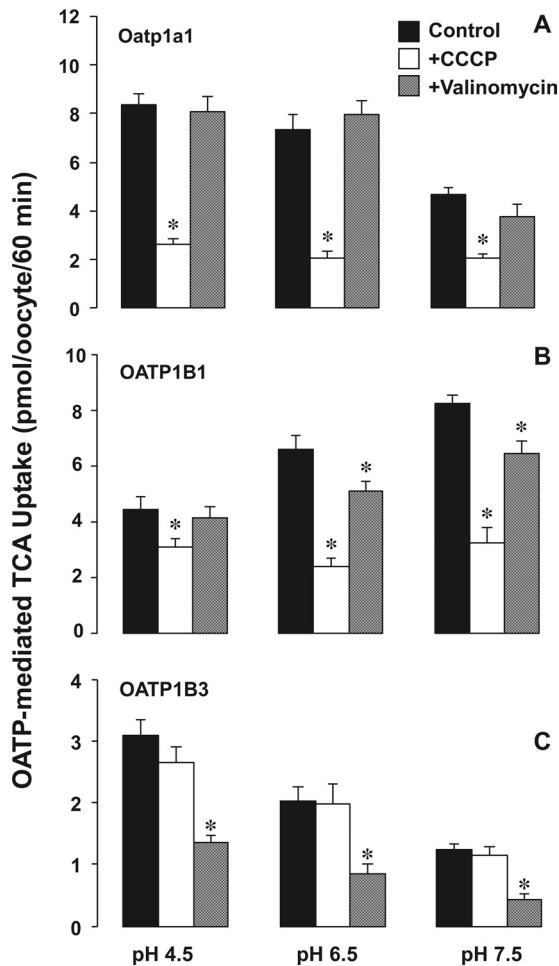 OATP-mediated TCA Uptake (pmol/oocyte/60 min)
Oatp1a1
A
Control
+CCCP
+Valinomycin
12
10
8
6
4
2
0
*
*
*
OATP1B1
B
10
8
6
4
2
0
*
*
*
*
*
OATP1B3
C
4
3
2
1
0
*
*
*
pH 4.5 pH 6.5 pH 7.5